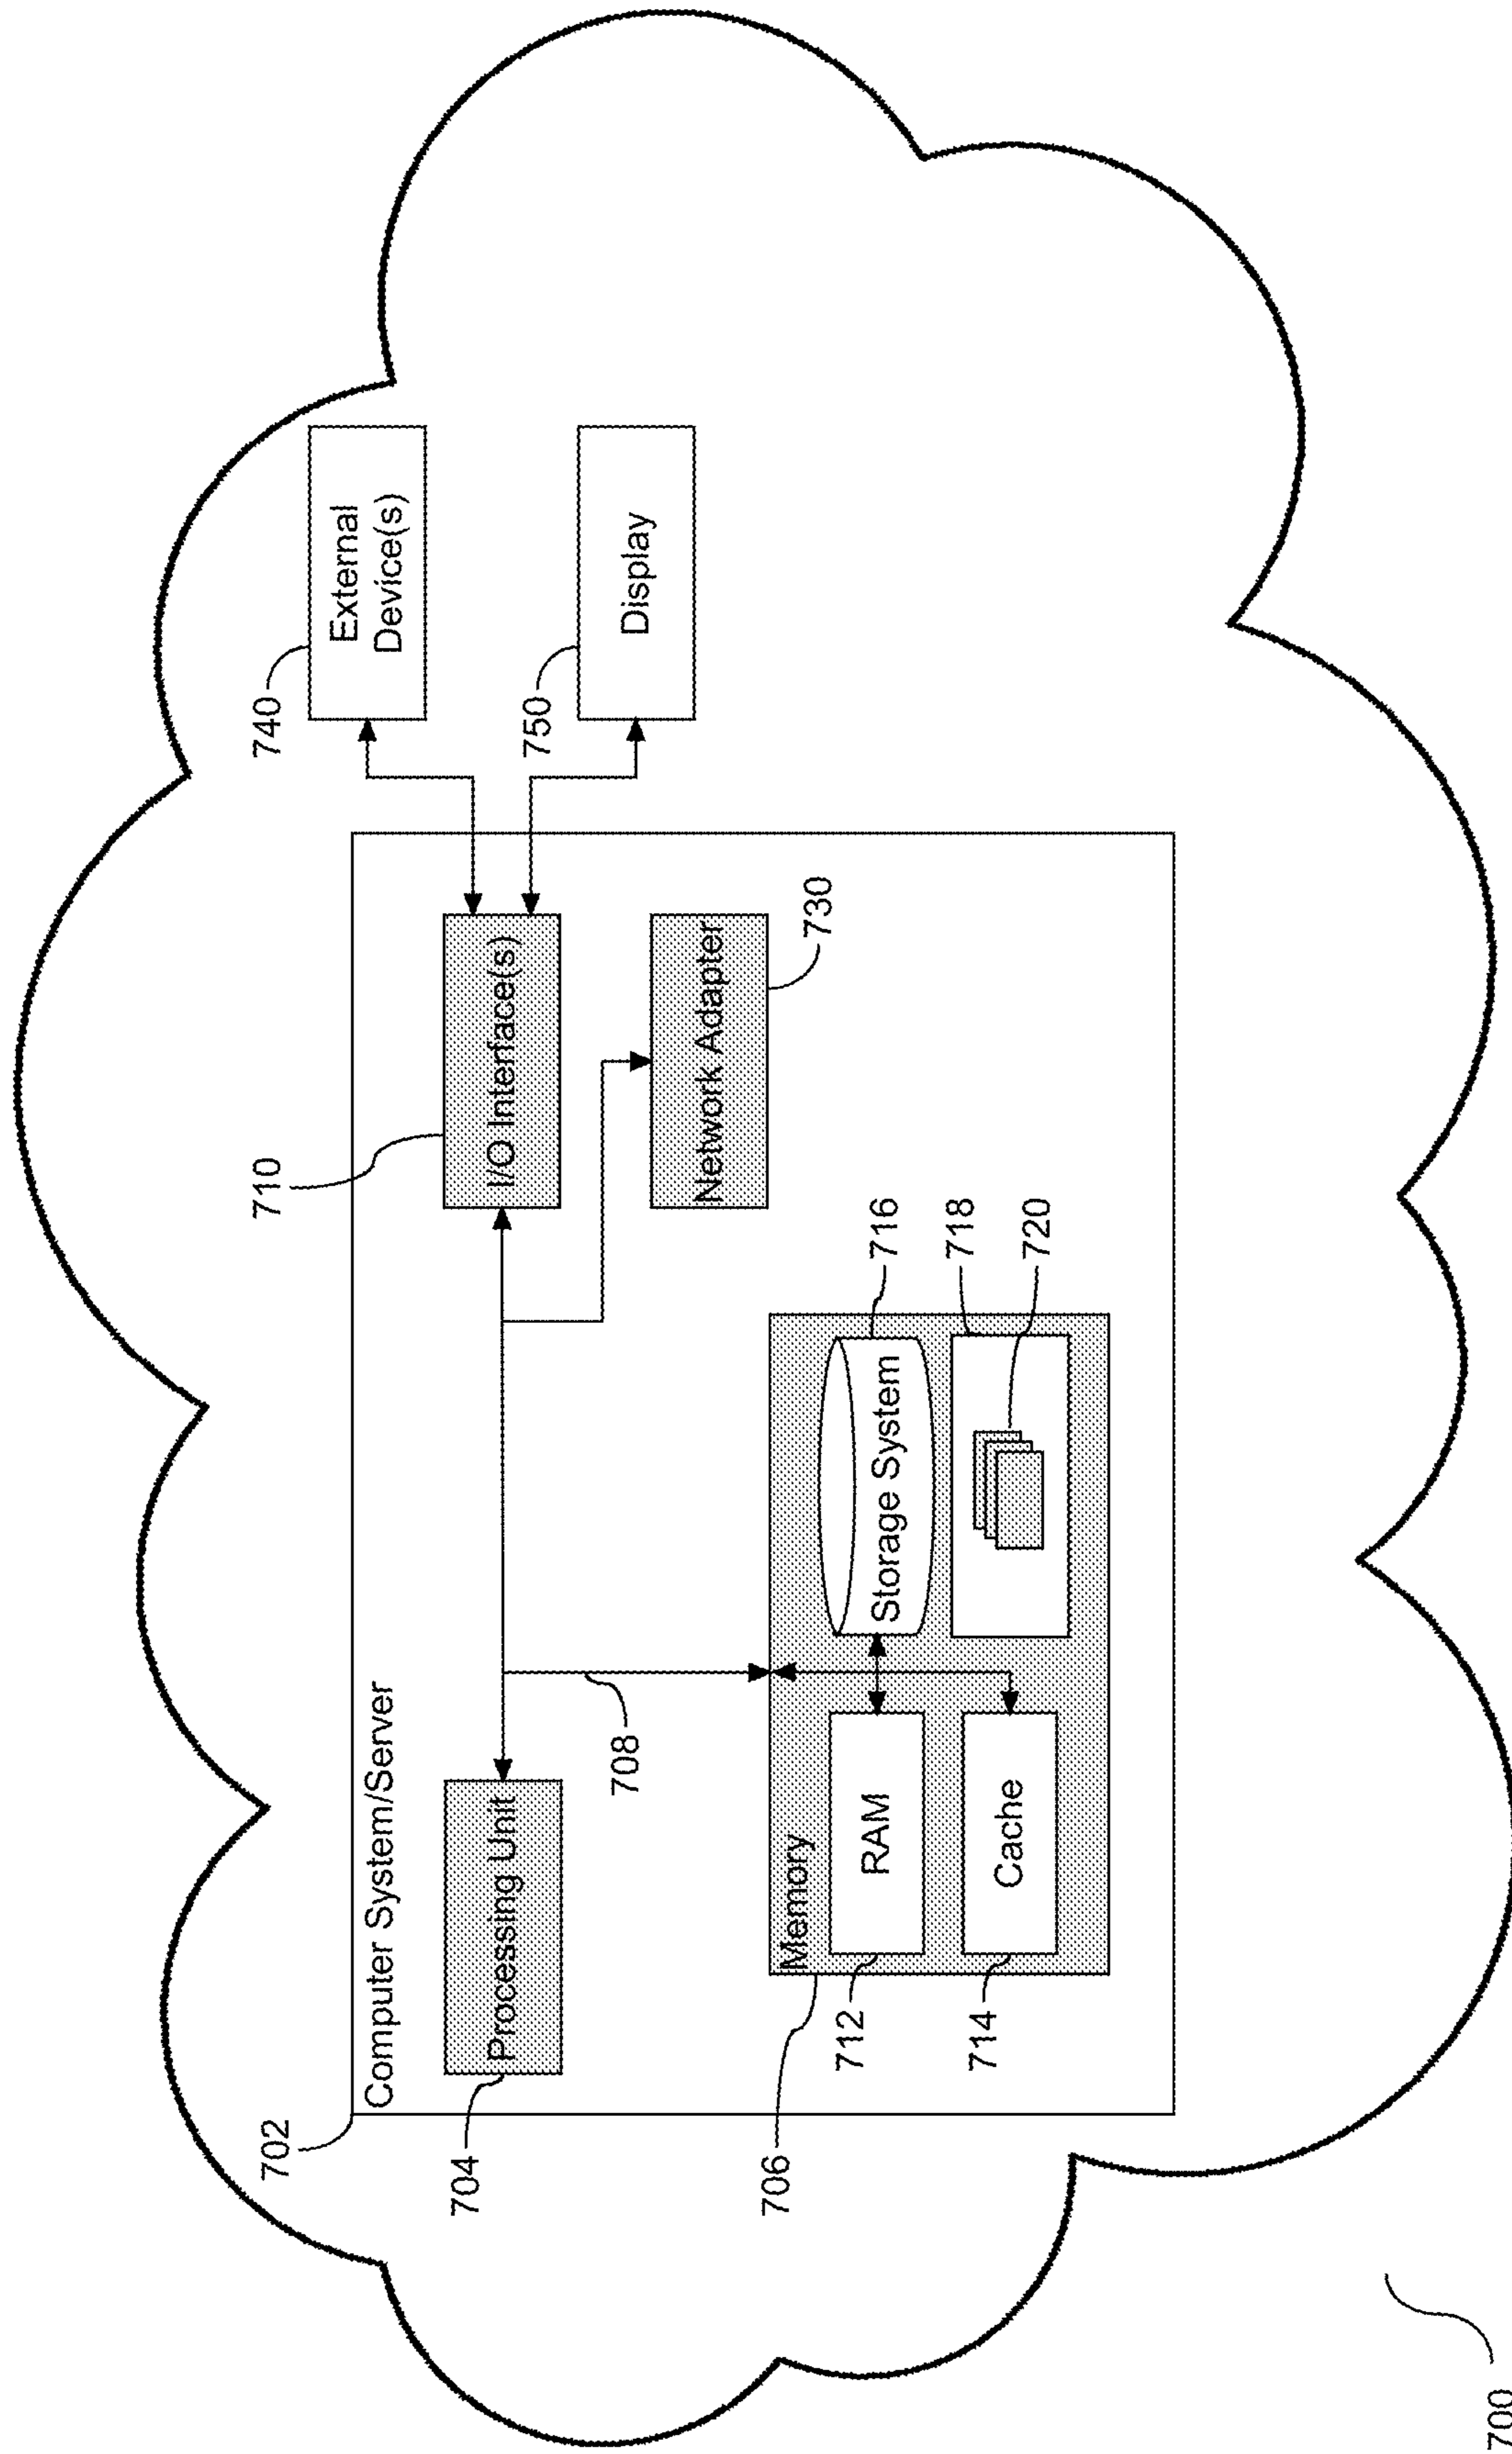 702
Computer System/Server
704
Processing Unit
708
710
I/O Interface(s)
740
External
Device(s)
750
Display
Network Adapter
730
706
Memory
712
RAM
714
Cache
Storage System
716
718
720
700